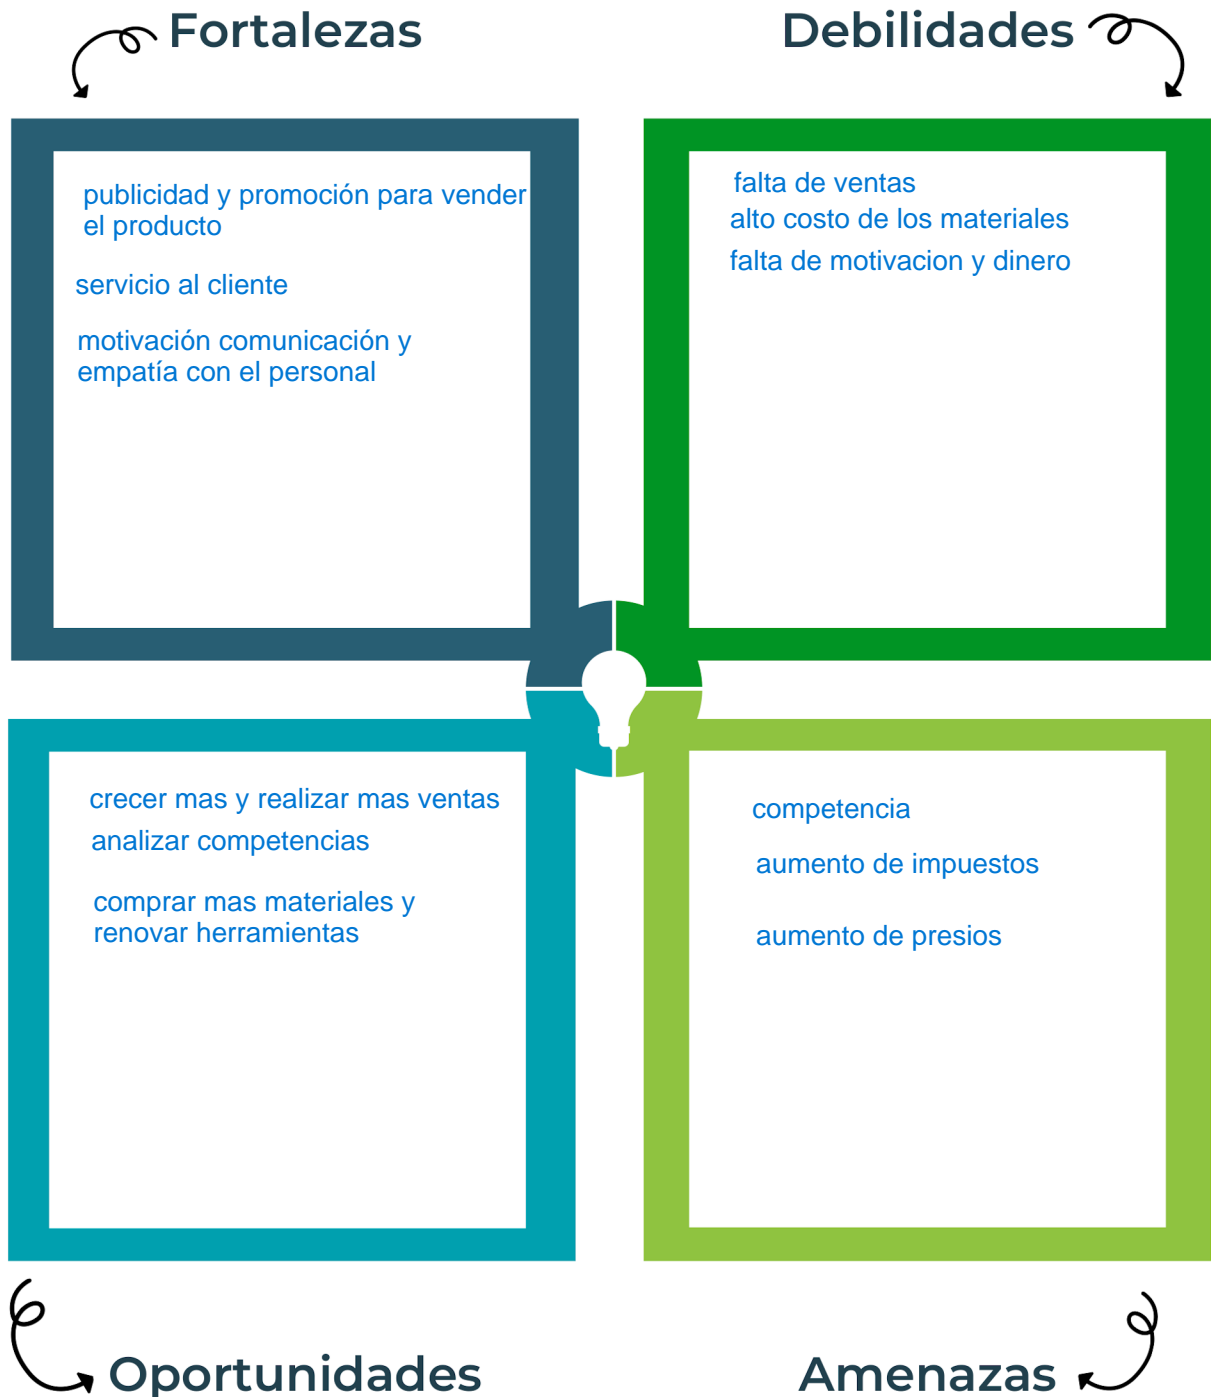 Fortalezas
publicidad y promoción para vender
el producto
servicio al cliente
motivación comunicación y
empatía con el personal
Debilidades
falta de ventas
alto costo de los materiales
falta de motivacion y dinero
crecer mas y realizar mas ventas
analizar competencias
comprar mas materiales y
renovar herramientas
Oportunidades
competencia
aumento de impuestos
aumento de presios
Amenazas